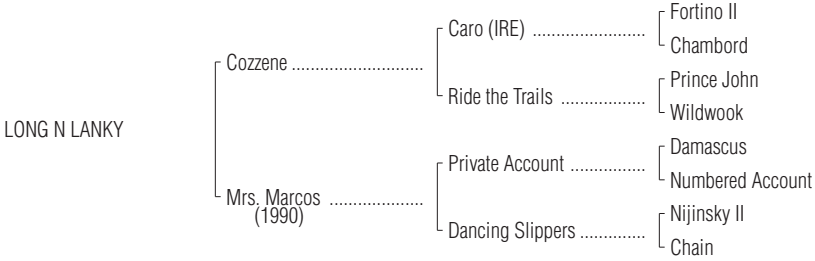 LONG N LANKY
Cozzene ............................
Mrs. Marcos ....................
(1990)
Caro (IRE) ........................
Ride the Trails ..................
Private Account ................
Dancing Slippers ..............
Fortino II
Chambord
Prince John
Wildwook
Damascus
Numbered Account
Nijinsky II
Chain